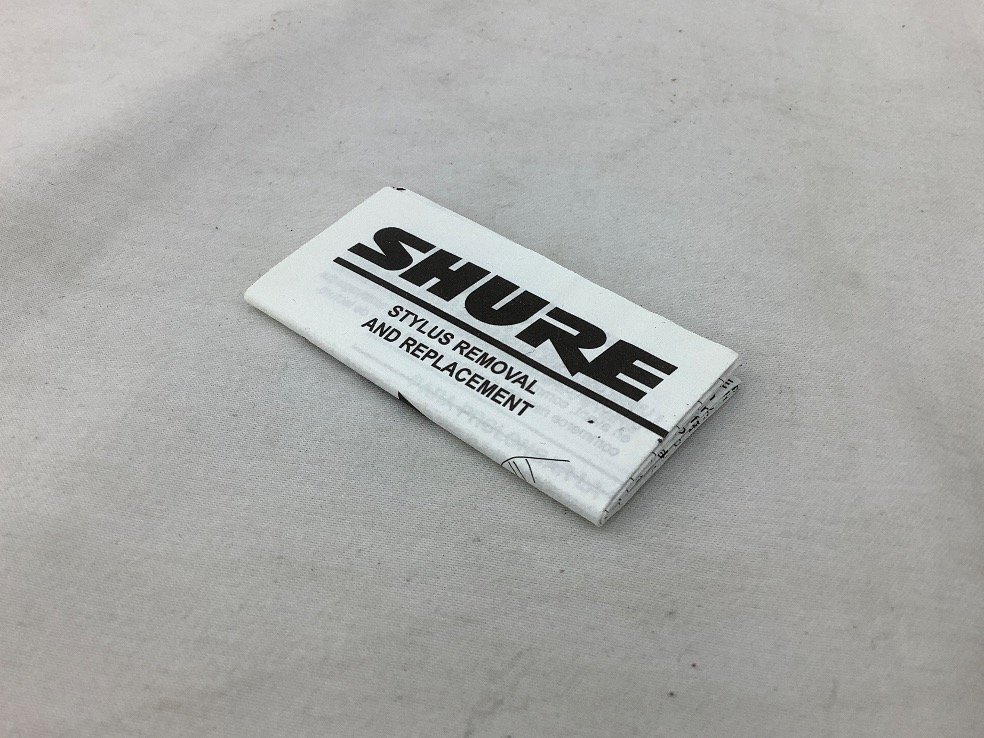 SHURE
STYLUS REMOVAL
AND REPLACEMENT